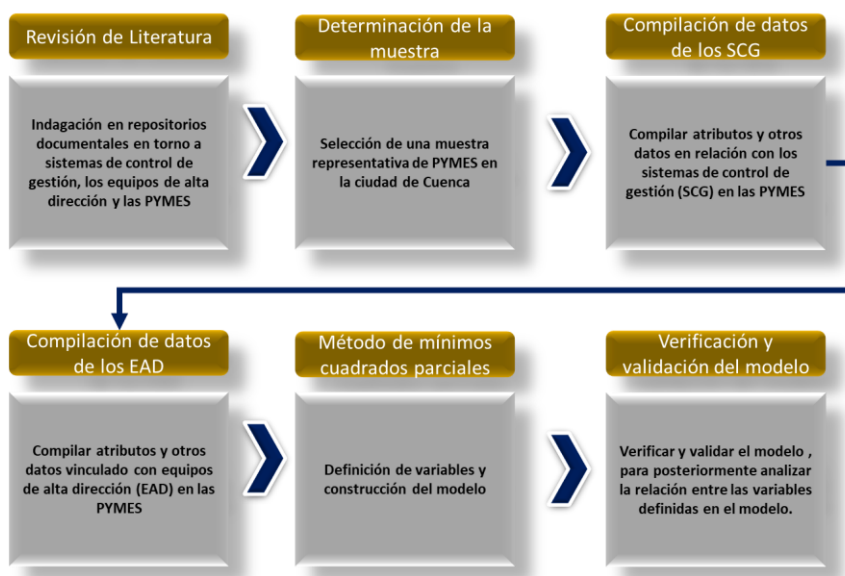 Revisión de Literatura
Indagación en repositorios
documentales en torno a
sistemas de control de
gestión, los equipos de alta
dirección y las PYMES
Determinación de la
muestra
Selección de una muestra
representativa de PYMES en
la ciudad de Cuenca
Compilación de datos
de los SCG
Compilar atributos y otros
datos en relación con los
sistemas de control de
gestión (SCG) en las PYMES
Compilación de datos
de los EAD
Compilar atributos y otros
datos vinculado con equipos
de alta dirección (EAD) en las
PYMES
Método de mínimos
cuadrados parciales
Definición de variables y
construcción del modelo
Verificación y
validación del modelo
Verificar y validar el modelo ,
para posteriormente analizar
la relación entre las variables
definidas en el modelo.